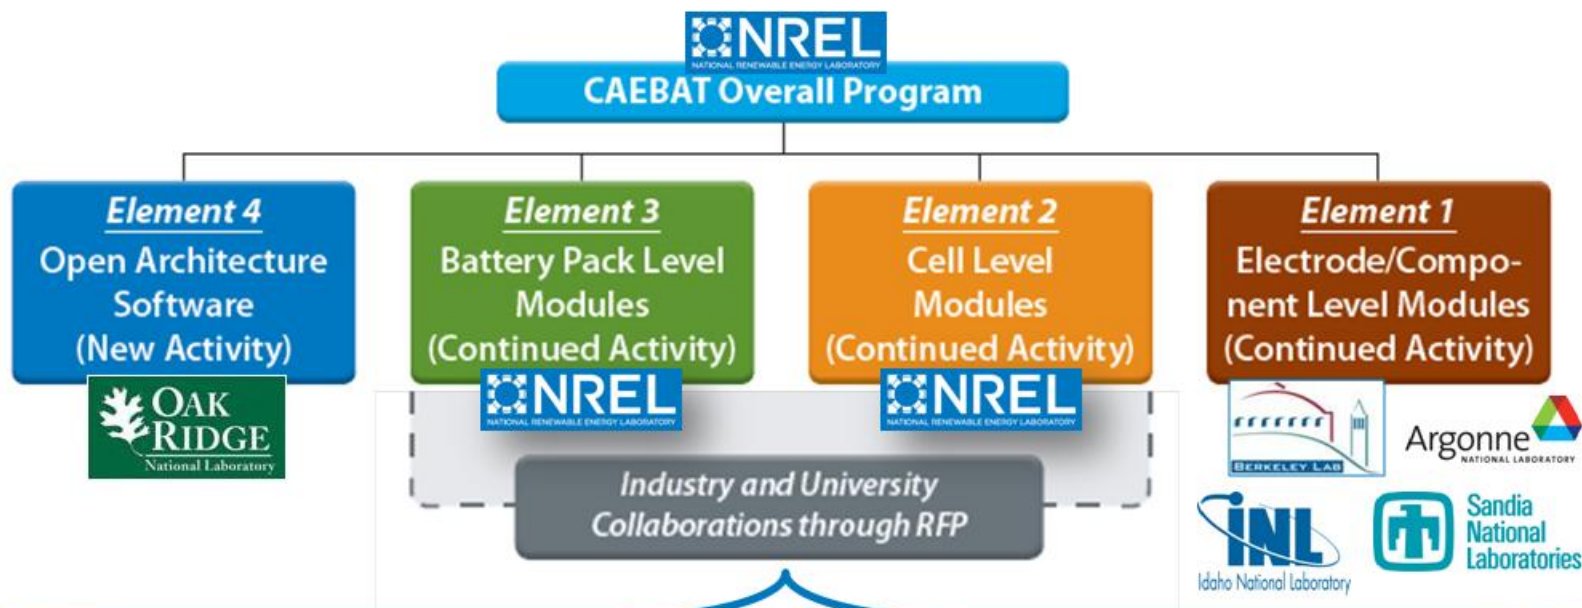 NREL
NATIONAL RENEWABLE ENERGY LABORATORY
CAEBAT Overall Program
Element 4
Open Architecture
Software
(New Activity)
OAK
RIDGE
National Laboratory
Element 3
Battery Pack Level
Modules
(Continued Activity)
NREL
NATIONAL RENEWABLE ENERGY LABORATORY
Element 2
Cell Level
Modules
(Continued Activity)
NREL
NATIONAL RENEWABLE ENERGY LABORATORY
Element 1
Electrode/Compo-
nent Level Modules
(Continued Activity)
BERKELEY LAB
Argonne
NATIONAL LABORATORY
INL
Idaho National Laboratory
Sandia
National
Laboratories
Industry and University
Collaborations through RFP